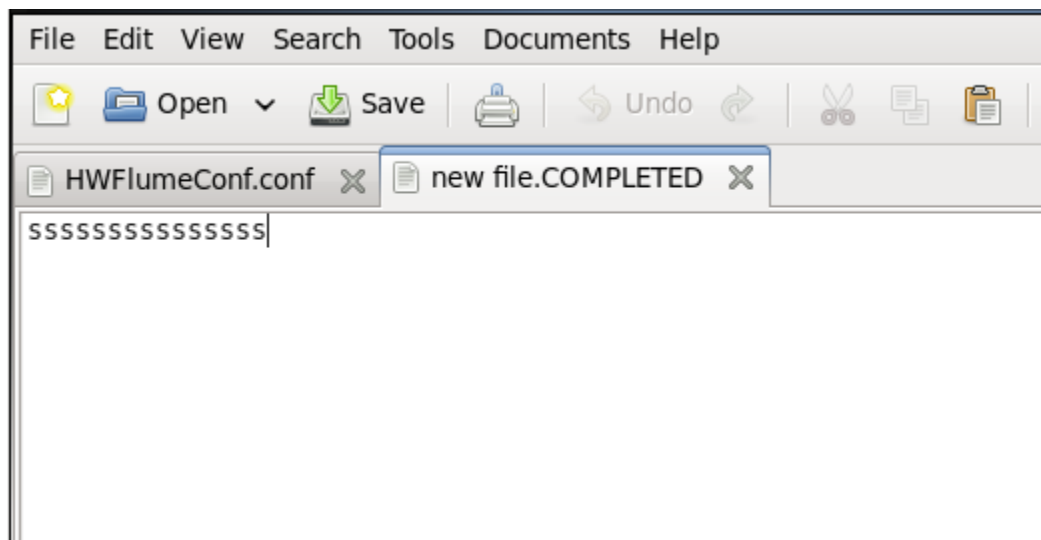 File Edit View Search Tools Documents Help
Open Save Undo
HWFlumeConf.conf new file.COMPLETED
sssssssssssssss